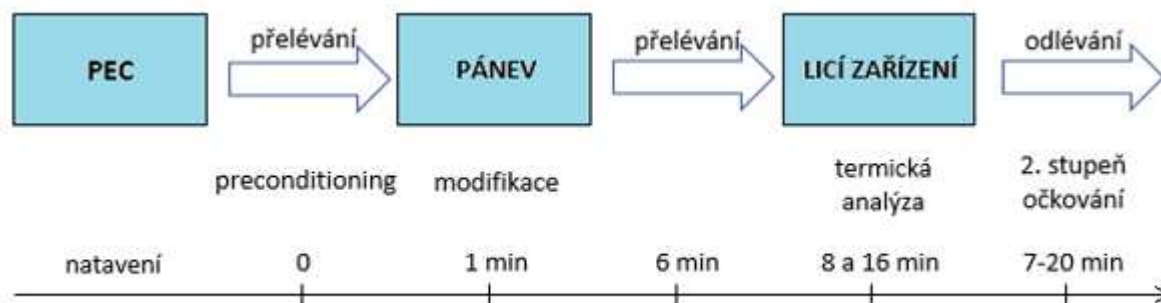 přelévání
přelévání
odlévání
PEC
PÁNEV
LICÍ ZAŘÍZENÍ
preconditioning
modifikace
termická
analýza
2. stupeň
očkování
natavení
0
1 min
6 min
8 a 16 min
7-20 min